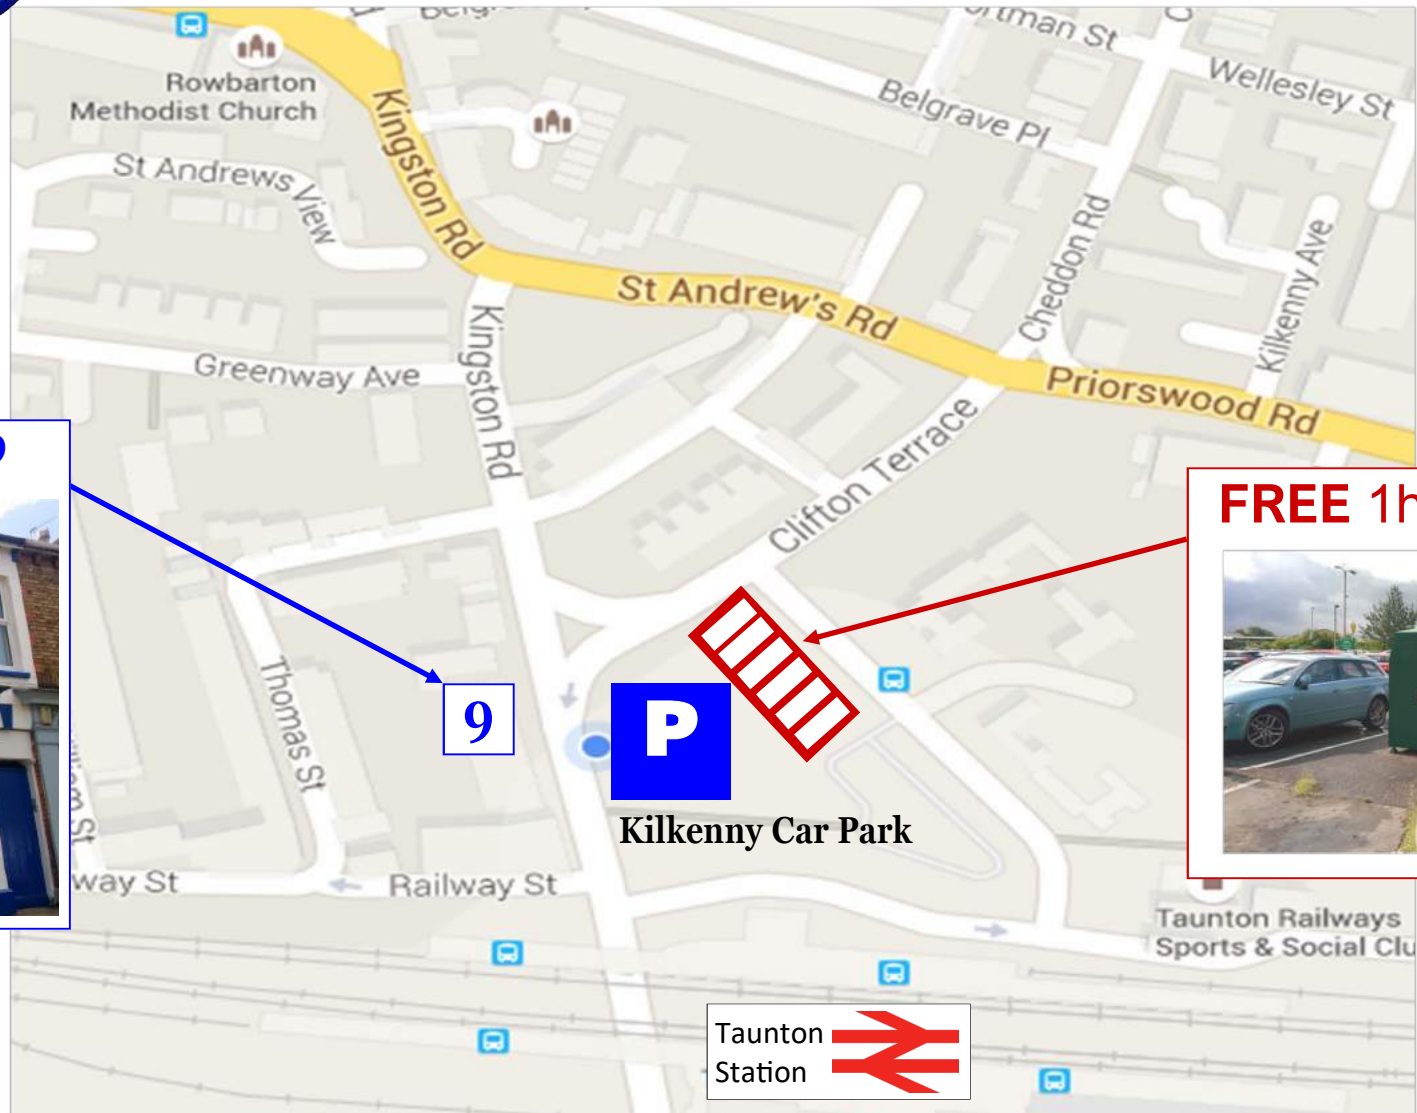 Rowbarton
Methodist Church
St Andrews View
Kingston Rd
Belgrave Pl
Wellesley St
Cheddon Rd
Kilkenny Ave
St Andrew's Rd
Priorswood Rd
Greenway Ave
Kingston Rd
Clifton Terrace
FREE 1h
9
9
P
Kilkenny Car Park
Thomas St
St
way St
Railway St
Taunton Railways
Sports & Social Clu
Taunton
Station